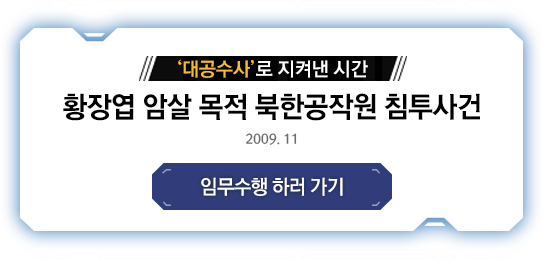 ‘대공수사’로 지켜낸 시간
황장엽 암살 목적 북한공작원 침투사건
2009. 11
임무수행 하러 가기